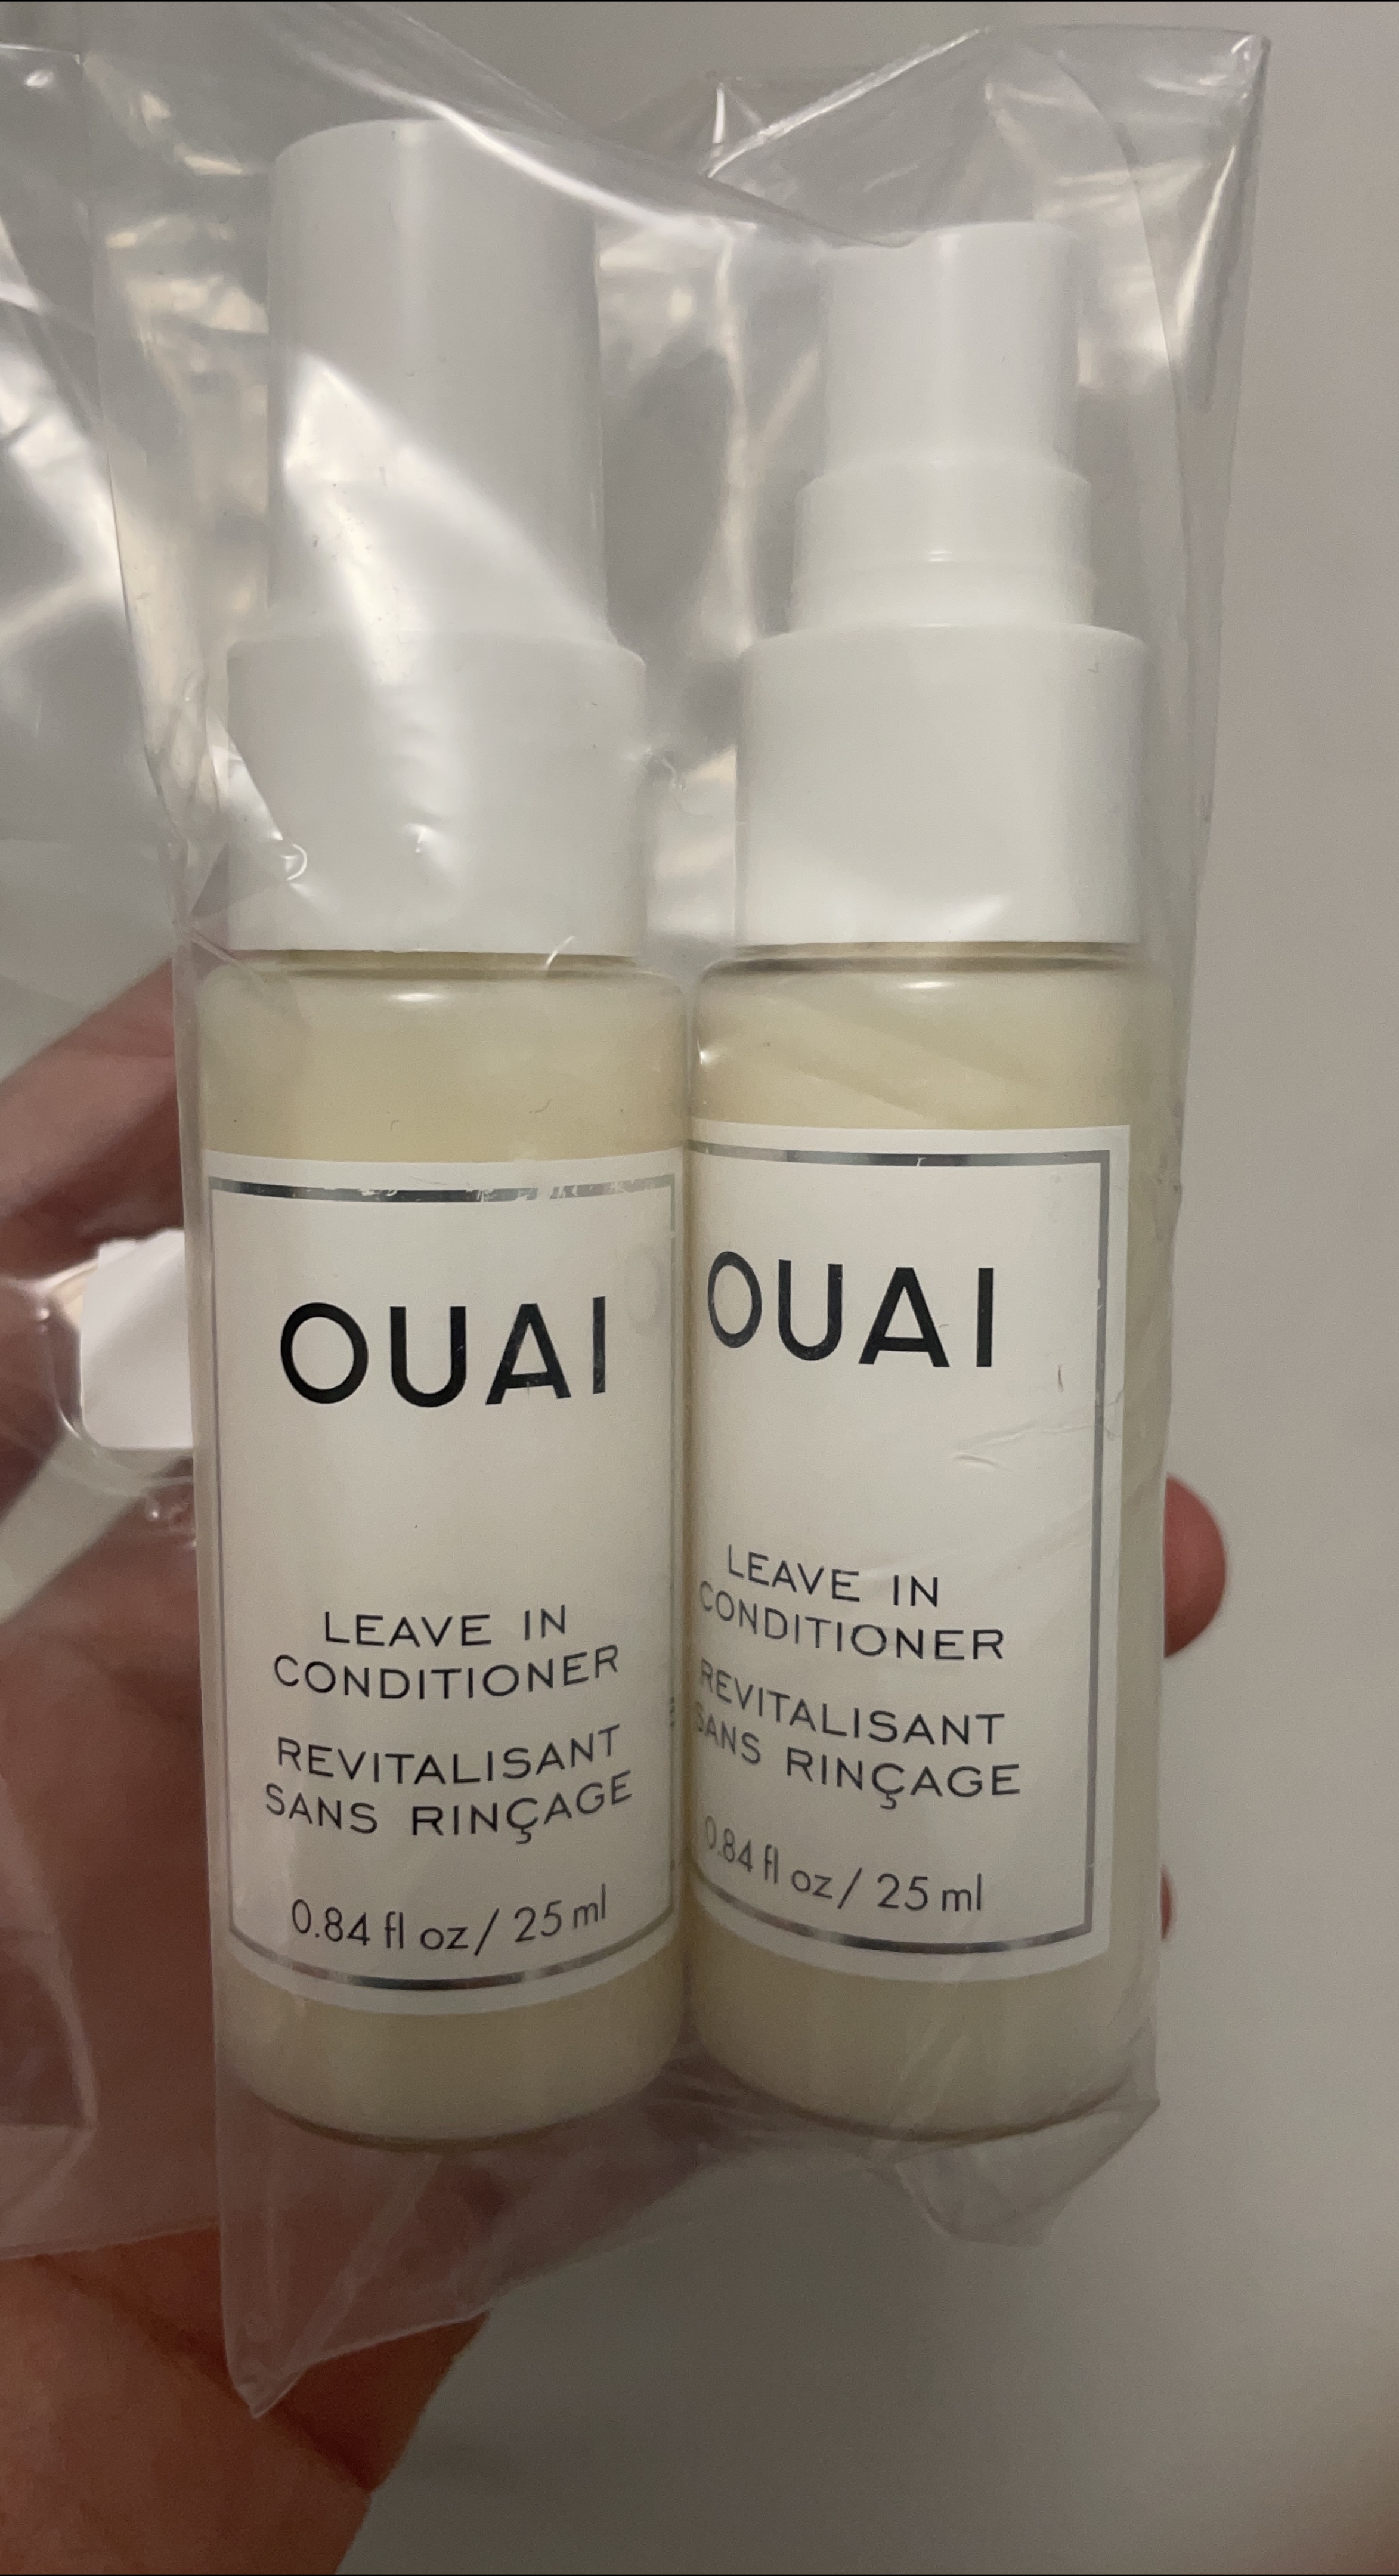 OUAI
LEAVE IN
CONDITIONER
REVITALISANT
SANS RINÇAGE
0.84 fl oz / 25 ml
OUAI
LEAVE IN
CONDITIONER
REVITALISANT
SANS RINÇAGE
0.84 fl oz / 25 ml